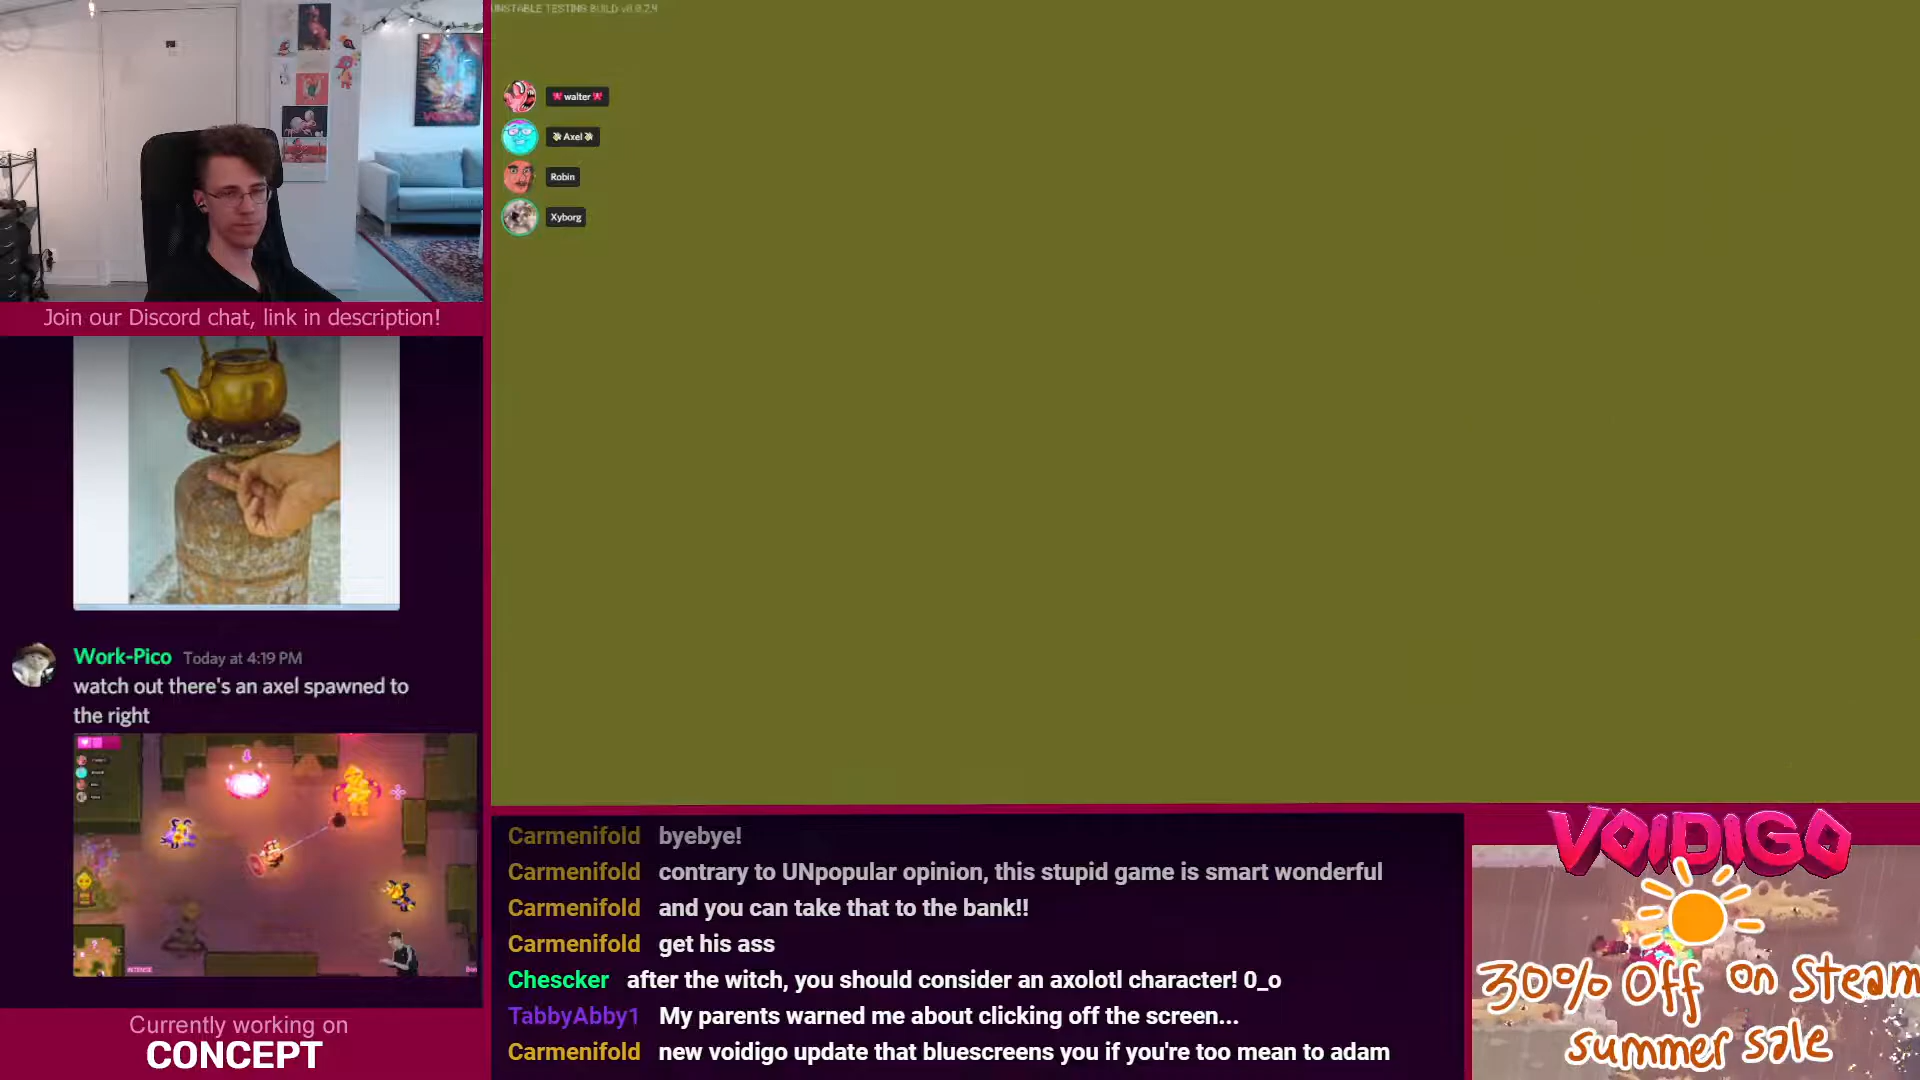 UNSTABLE TESTING BUILD v0.0.7.4
walter
Axel
Robin
Xyborg
Join our Discord chat, link in description!
Work-Pico Today at 4:19 PM
watch out there's an axel spawned to
the right
INTENSE
Currently working on
CONCEPT
Carmenifold byebye!
Carmenifold contrary to UNpopular opinion, this stupid game is smart wonderful
Carmenifold and you can take that to the bank!!
Carmenifold get his ass
Chescker after the witch, you should consider an axolotl character! 0_o
TabbyAbby1 My parents warned me about clicking off the screen...
Carmenifold new voidigo update that bluescreens you if you're too mean to adam
VOIDIGO
30% Off on Steam
summer sale